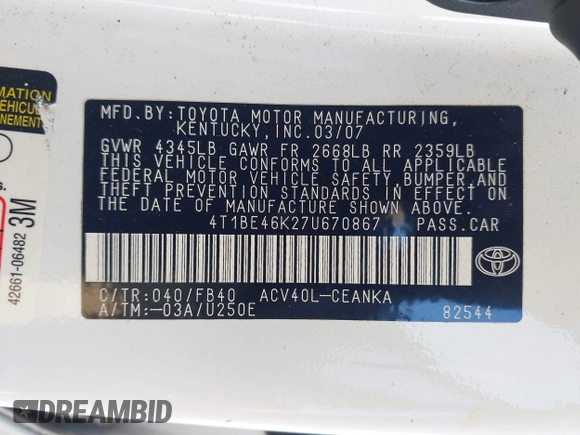 RMATION
VEHICULE
NEMENT
s.
42661-06482 3M
MFD.BY:TOYOTA MOTOR MANUFACTURING,
KENTUCKY,INC.03/07
GVWR 4345LB GAWR FR 2668LB RR 2359LB
THIS VEHICLE CONFORMS TO ALL APPLICABLE
FEDERAL MOTOR VEHICLE SAFETY,BUMPER,AND
THEFT PREVENTION STANDARDS IN EFFECT ON
THE DATE OF MANUFACTURE SHOWN ABOVE.
4T1BE46K27U670867 PASS.CAR
C/TR:040/FB40 ACV40L-CEANKA
A/TM:-03A/U250E 82544
TOYOTA
DREAMBID